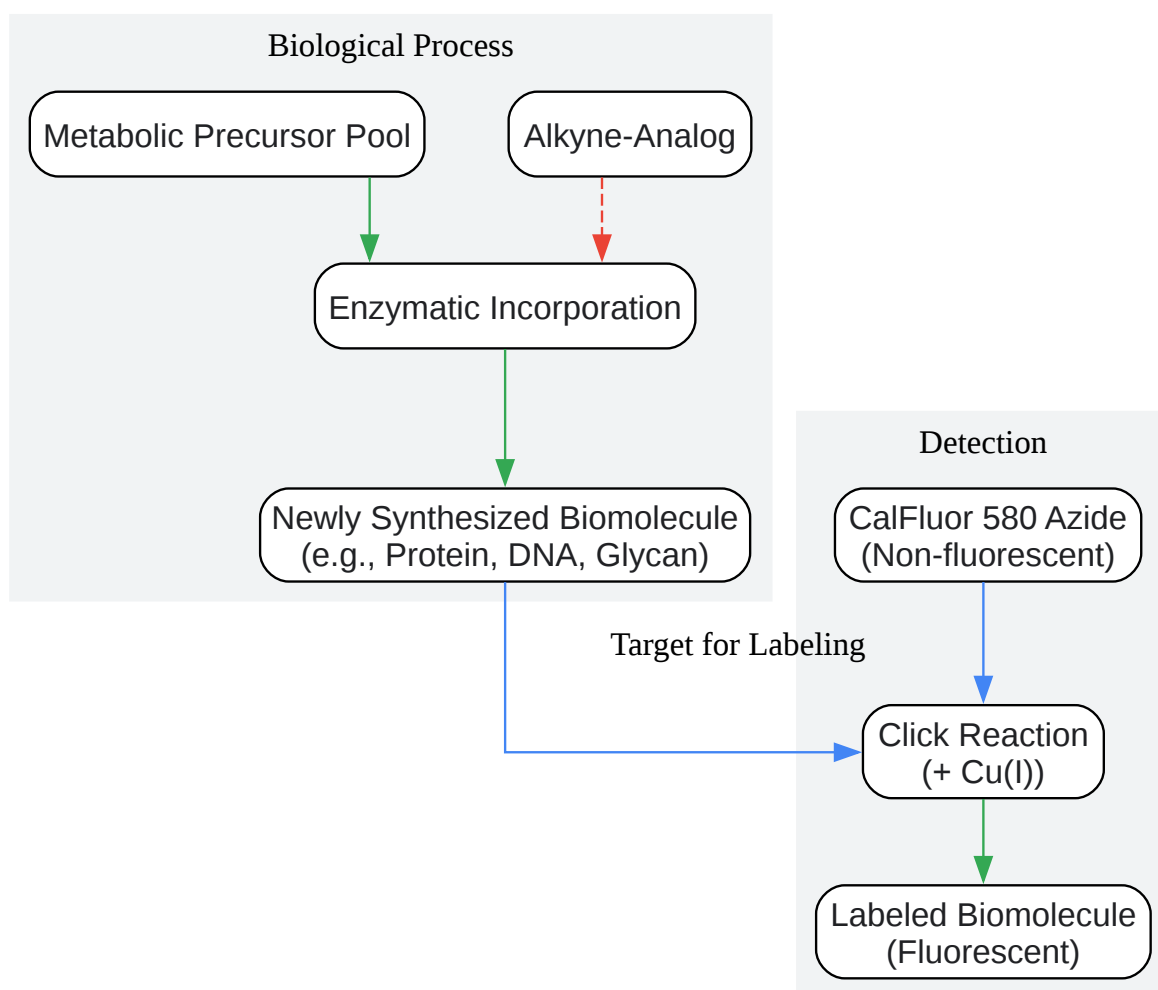 Biological Process
Metabolic Precursor Pool
Alkyne-Analog
Enzymatic Incorporation
Newly Synthesized Biomolecule
(e.g., Protein, DNA, Glycan)
Target for Labeling
Detection
CalFluor 580 Azide
(Non-fluorescent)
Click Reaction
(+ Cu(I))
Labeled Biomolecule
(Fluorescent)